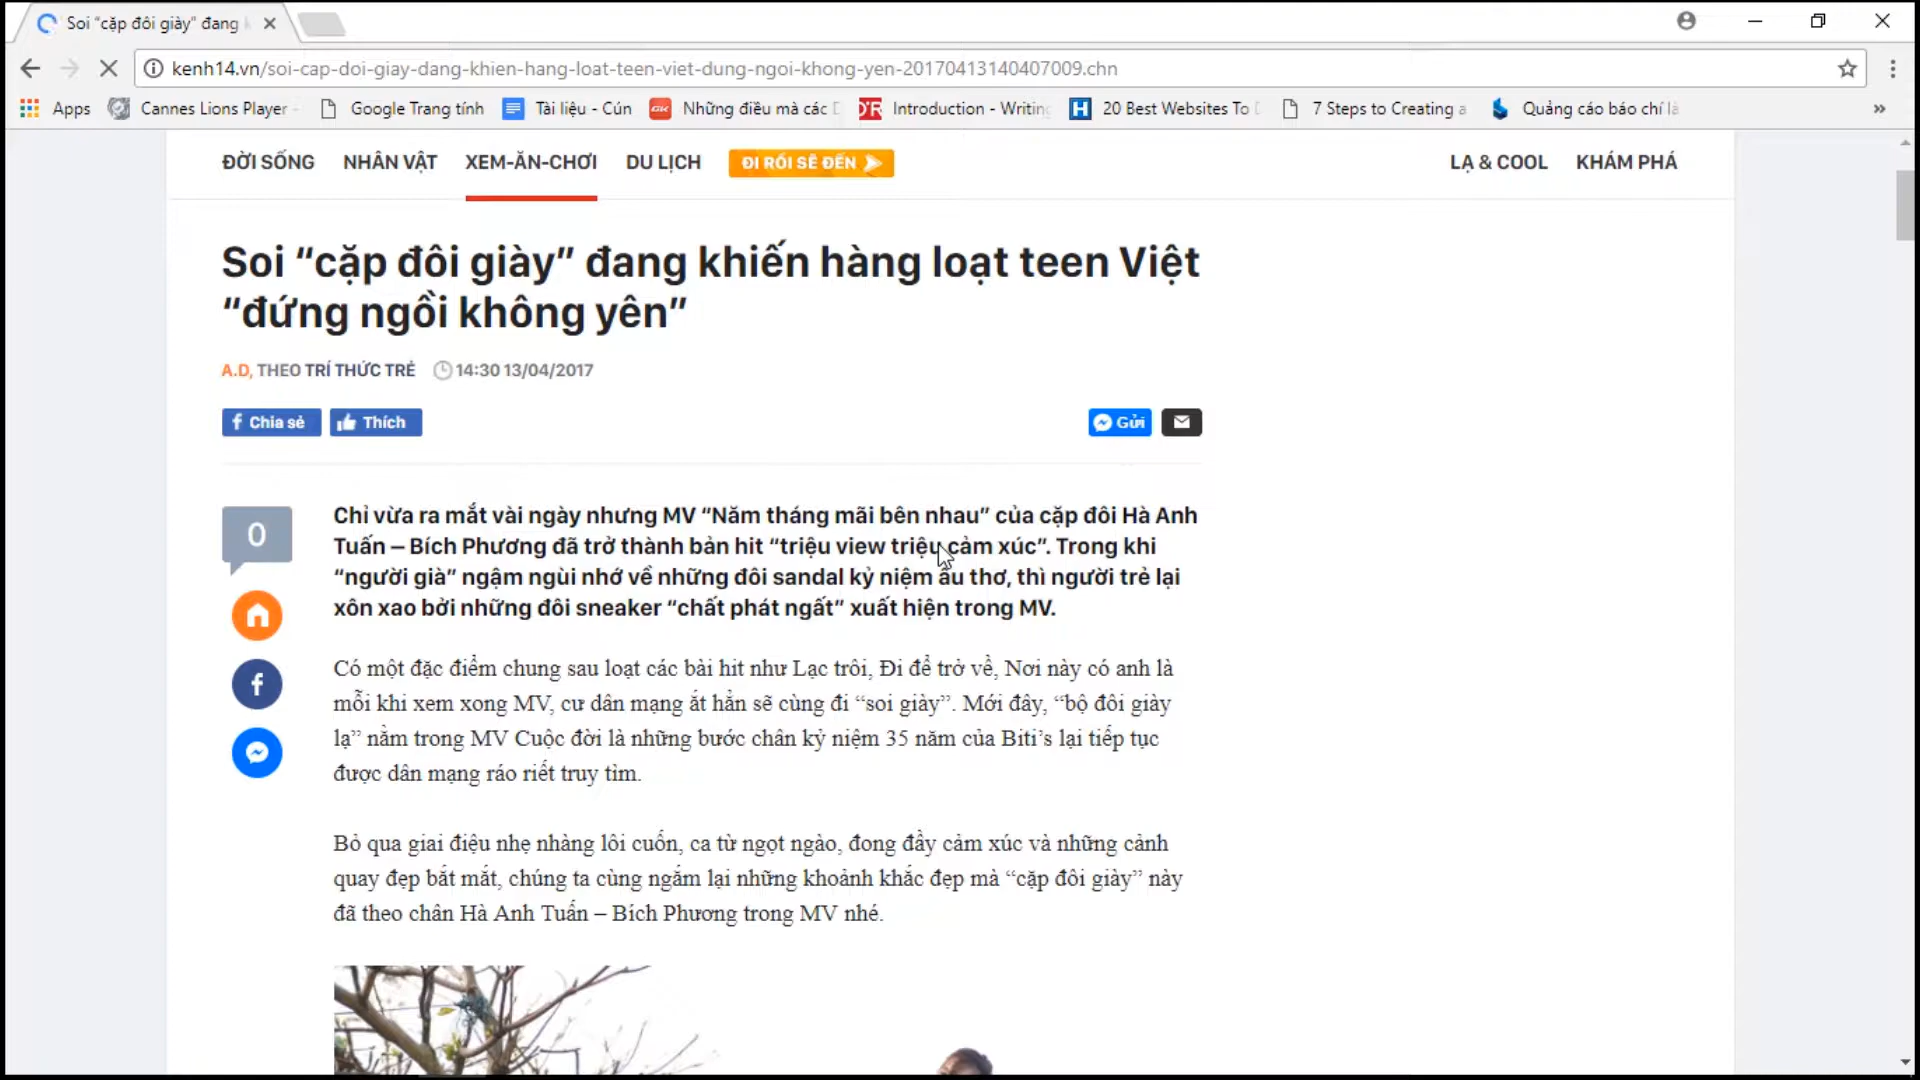 Soi “cặp đôi giày” đang
kenh14.vn/soi-cap-doi-giay-dang-khien-hang-loat-teen-viet-dung-ngoi-khong-yen-20170413140407009.chn
Apps Cannes Lions Player - Google Trang tính Tài liệu - Cún Những điều mà các Introduction - Writing 20 Best Websites To 7 Steps to Creating a Quảng cáo báo chí là »
ĐỜI SỐNG NHÂN VẬT XEM-ĂN-CHƠI DU LỊCH ĐI RỒI SẼ ĐẾN LẠ & COOL KHÁM PHÁ
Soi “cặp đôi giày” đang khiến hàng loạt teen Việt
“đứng ngồi không yên”
A.D, THEO TRÍ THỨC TRẺ 14:30 13/04/2017
f Chia sẻ Thích Gửi
0
Chỉ vừa ra mắt vài ngày nhưng MV “Năm tháng mãi bên nhau” của cặp đôi Hà Anh
Tuấn – Bích Phương đã trở thành bản hit “triệu view triệu cảm xúc”. Trong khi
“người già” ngậm ngùi nhớ về những đôi sandal kỷ niệm ấu thơ, thì người trẻ lại
xôn xao bởi những đôi sneaker “chất phát ngất” xuất hiện trong MV.
f
Có một đặc điểm chung sau loạt các bài hit như Lạc trôi, Đi để trở về, Nơi này có anh là
mỗi khi xem xong MV, cư dân mạng ắt hẳn sẽ cùng đi “soi giày”. Mới đây, “bộ đôi giày
lạ” nằm trong MV Cuộc đời là những bước chân kỷ niệm 35 năm của Biti’s lại tiếp tục
được dân mạng ráo riết truy tìm.
Bỏ qua giai điệu nhẹ nhàng lôi cuốn, ca từ ngọt ngào, đong đầy cảm xúc và những cảnh
quay đẹp bắt mắt, chúng ta cùng ngắm lại những khoảnh khắc đẹp mà “cặp đôi giày” này
đã theo chân Hà Anh Tuấn – Bích Phương trong MV nhé.